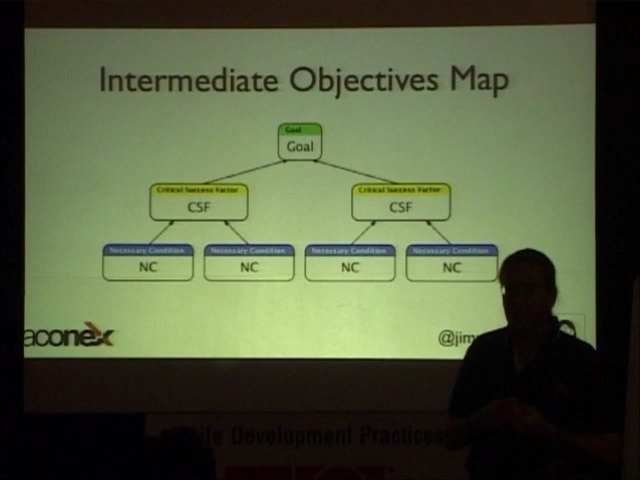 Intermediate Objectives Map
Goal
Goal
Critical Success Factor
CSF
Critical Success Factor
CSF
Necessary Condition
NC
Necessary Condition
NC
Necessary Condition
NC
Necessary Condition
NC
aconex
@jim
Development Practices